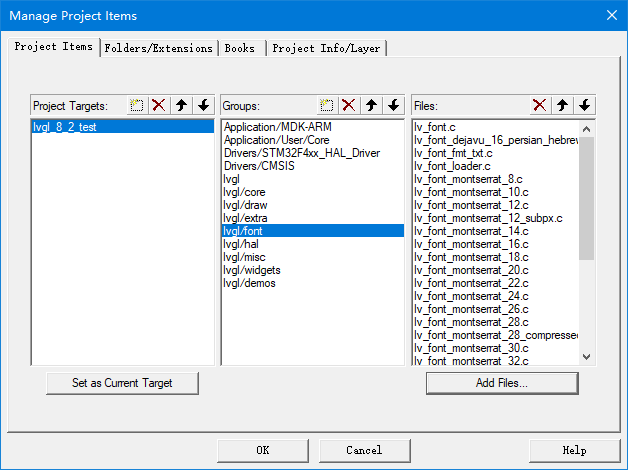 Manage Project Items
Project Items Folders/Extensions Books Project Info/Layer
Project Targets: Groups: Files:
lvgl_8_2_test
Application/MDK-ARM
Application/User/Core
Drivers/STM32F4xx_HAL_Driver
Drivers/CMSIS
lvgl
lvgl/core
lvgl/draw
lvgl/extra
lvgl/font
lvgl/hal
lvgl/misc
lvgl/widgets
lvgl/demos
lv_font.c
lv_font_dejavu_16_persian_hebrew
lv_font_fmt_txt.c
lv_font_loader.c
lv_font_montserrat_8.c
lv_font_montserrat_10.c
lv_font_montserrat_12.c
lv_font_montserrat_12_subpx.c
lv_font_montserrat_14.c
lv_font_montserrat_16.c
lv_font_montserrat_18.c
lv_font_montserrat_20.c
lv_font_montserrat_22.c
lv_font_montserrat_24.c
lv_font_montserrat_26.c
lv_font_montserrat_28.c
lv_font_montserrat_28_compressed
lv_font_montserrat_30.c
lv_font_montserrat_32.c
Set as Current Target Add Files...
OK Cancel Help